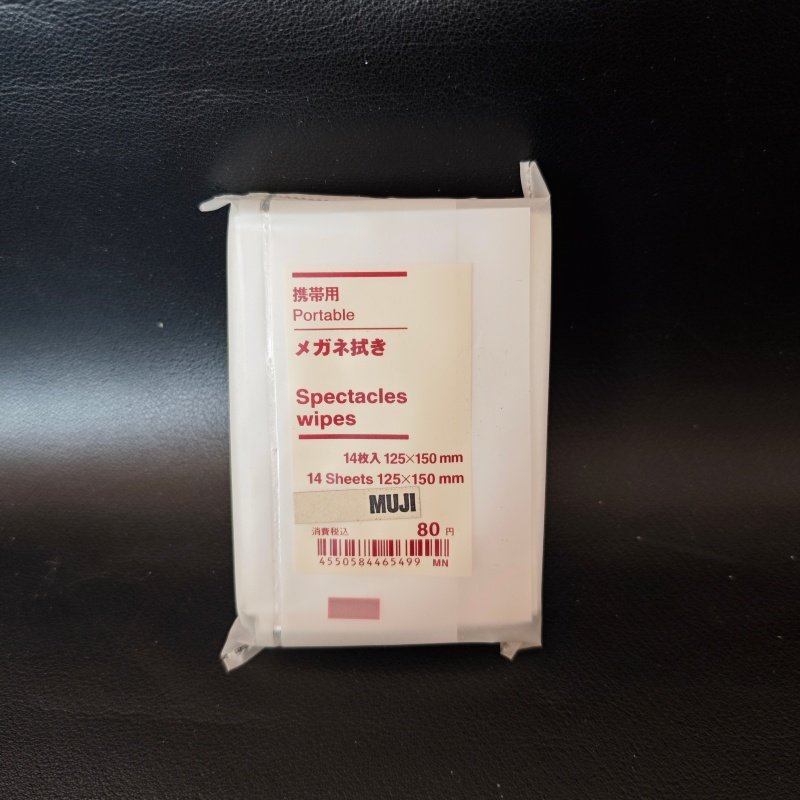 携帯用
Portable
メガネ拭き
Spectacles
wipes
14枚入 125×150 mm
14 Sheets 125×150 mm
MUJI
消費税込 80 円
4550584465499 MN